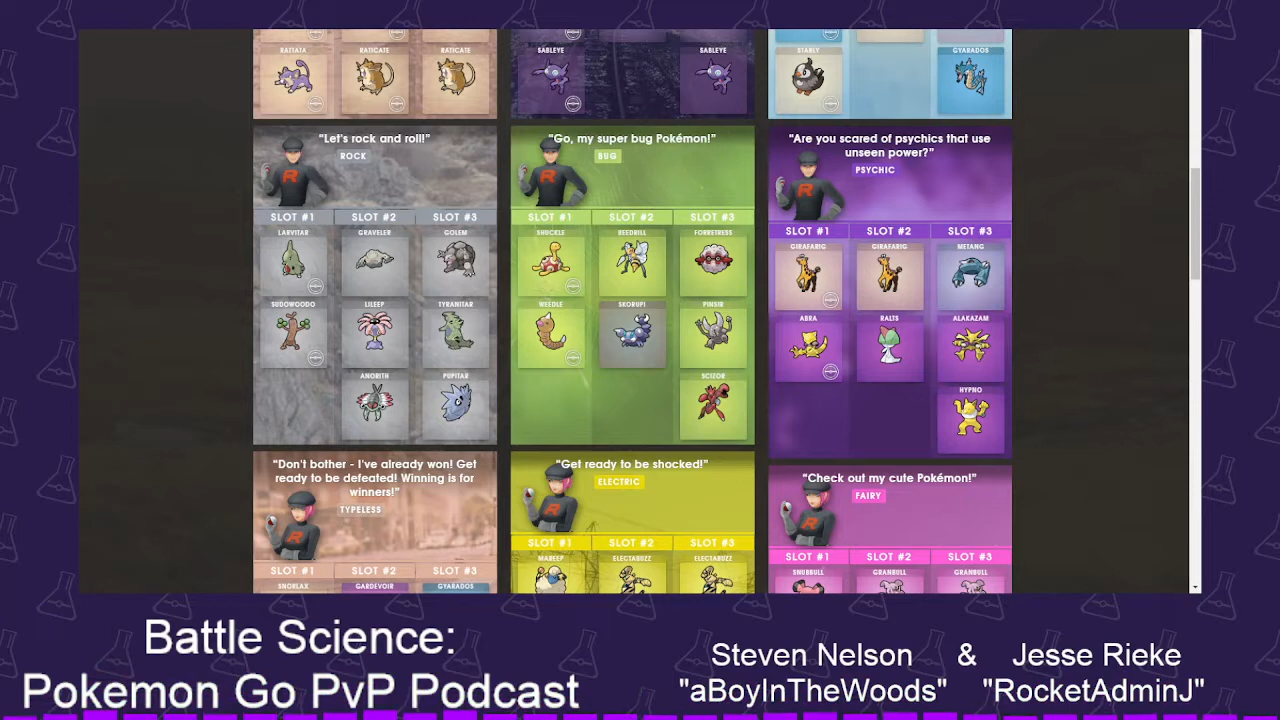 RATTATA RATICATE RATICATE
SABLEYE SABLEYE
STARLY GYARADOS
"Let's rock and roll!"
ROCK
R
SLOT #1 SLOT #2 SLOT #3
LARVITAR GRAVELER GOLEM
SUDOWOODO LILEEP TYRANITAR
ANORITH PUPITAR
"Go, my super bug Pokémon!"
BUG
R
SLOT #1 SLOT #2 SLOT #3
SHUCKLE BEEDRILL FORRETRESS
WEEDLE SKORUPI PINSIR
SCIZOR
"Are you scared of psychics that use
unseen power?"
PSYCHIC
R
SLOT #1 SLOT #2 SLOT #3
GIRAFARIG GIRAFARIG METANG
ABRA RALTS ALAKAZAM
HYPNO
"Don't bother - I've already won! Get
ready to be defeated! Winning is for
winners!"
TYPELESS
R
SLOT #1 SLOT #2 SLOT #3
SNORLAX GARDEVOIR GYARADOS
"Get ready to be shocked!"
ELECTRIC
R
SLOT #1 SLOT #2 SLOT #3
MAREEP ELECTABUZZ ELECTABUZZ
"Check out my cute Pokémon!"
FAIRY
R
SLOT #1 SLOT #2 SLOT #3
SNUBBULL GRANBULL GRANBULL
Battle Science:
Pokemon Go PvP Podcast
Steven Nelson & Jesse Rieke
"aBoyInTheWoods" "RocketAdminJ"